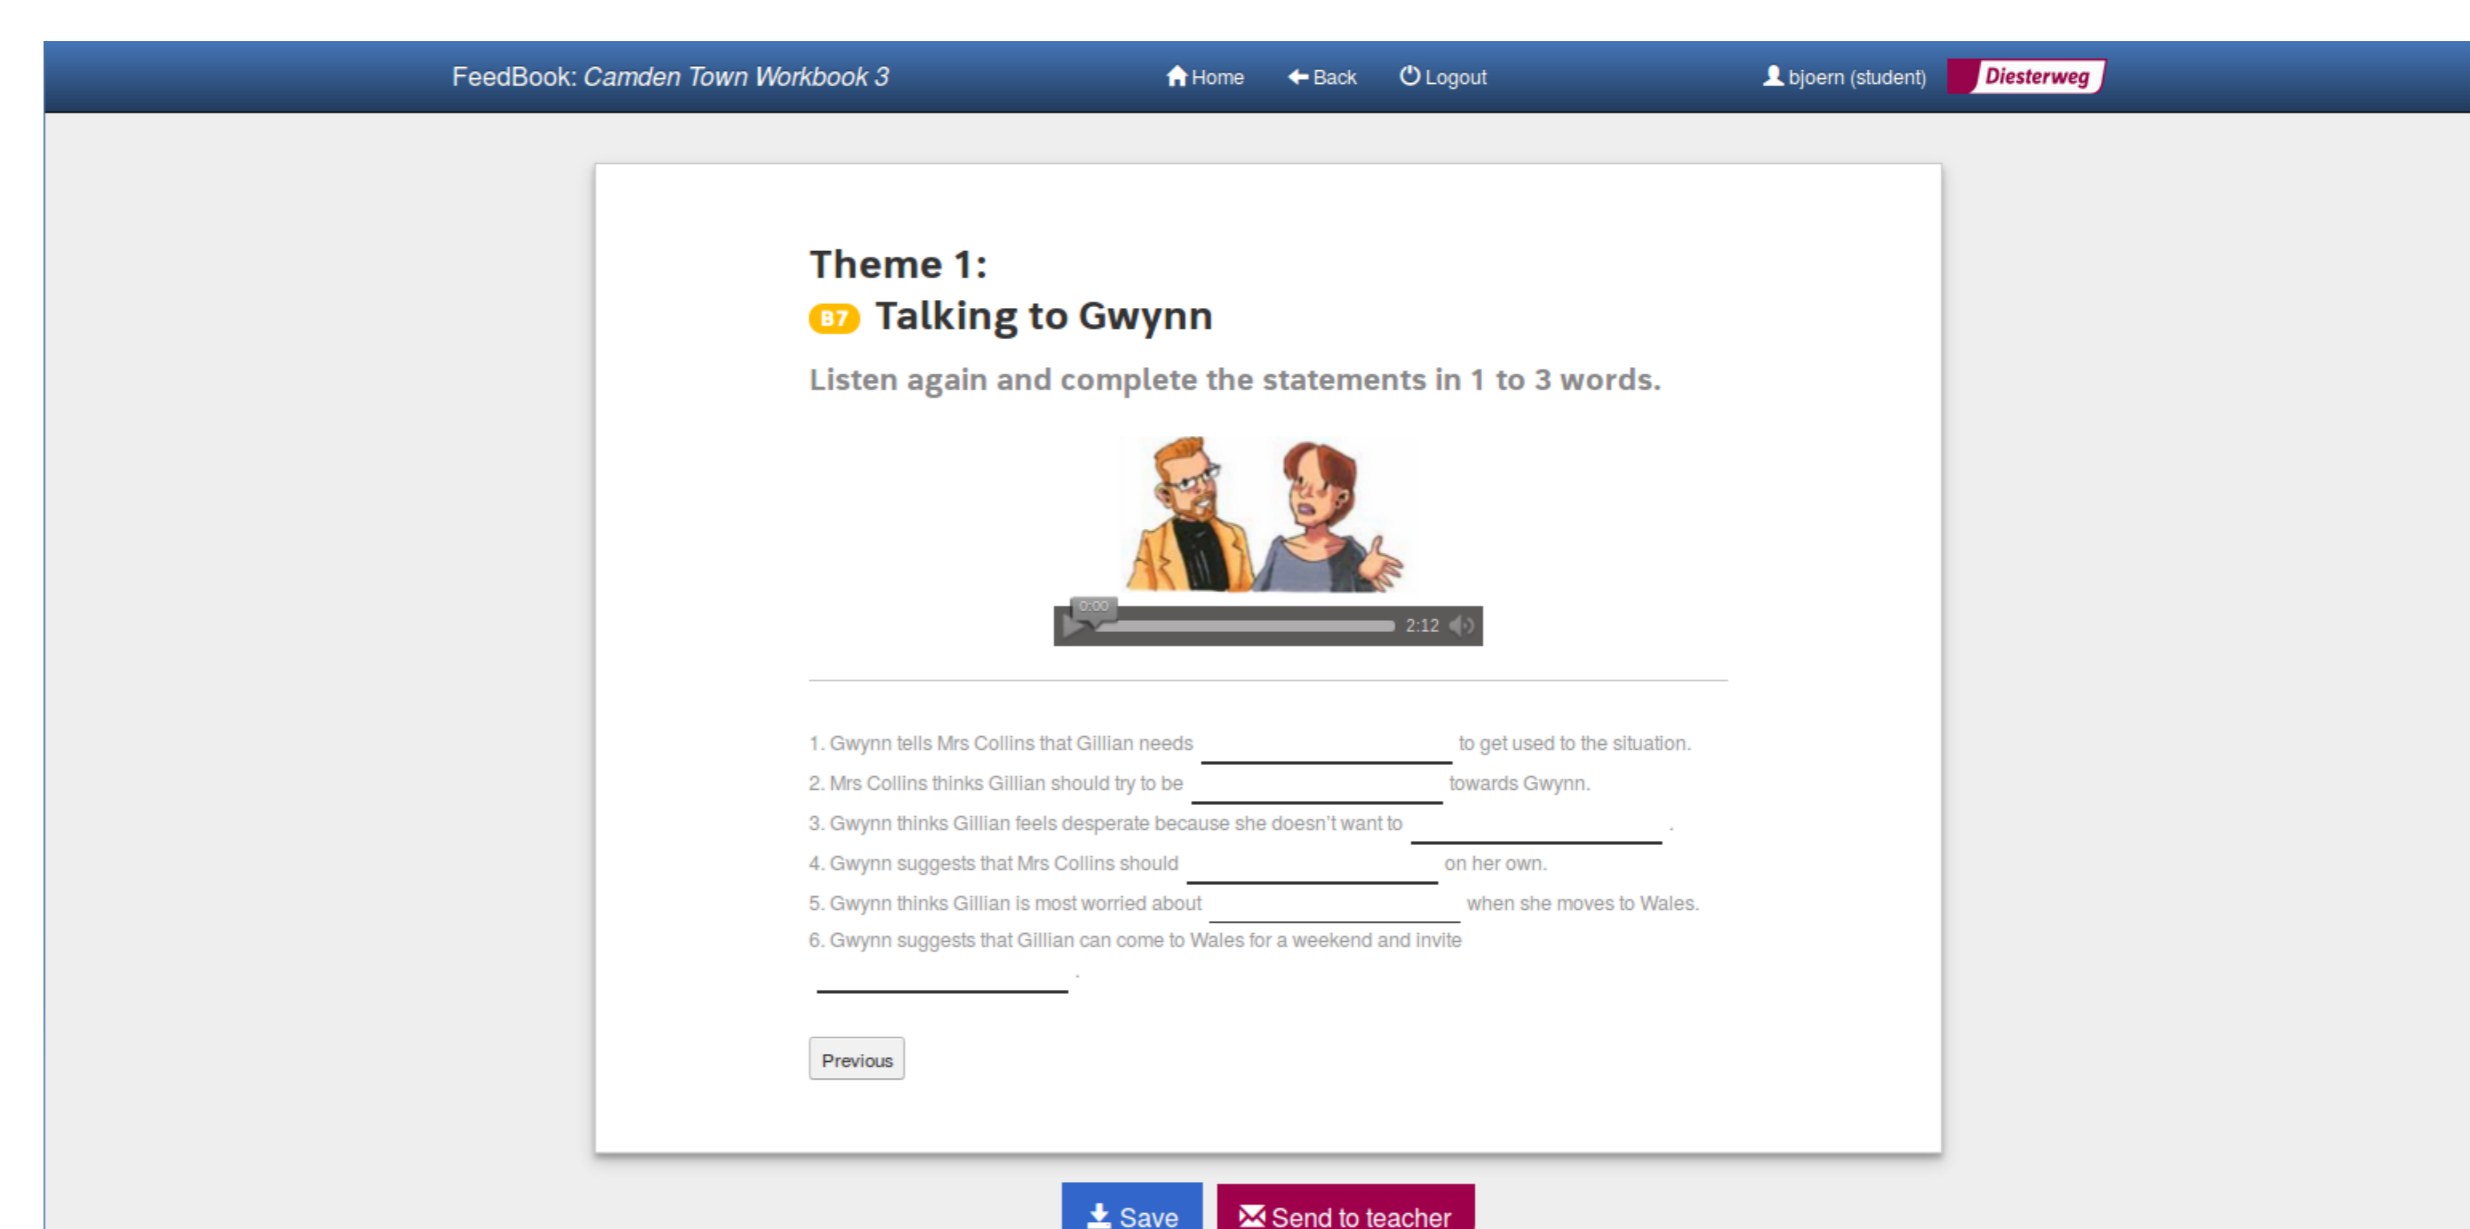 FeedBook: Camden Town Workbook 3 Home Back Logout bjoern (student) Diesterweg
Theme 1:
B7 Talking to Gwynn
Listen again and complete the statements in 1 to 3 words.
0:00
2:12
1. Gwynn tells Mrs Collins that Gillian needs to get used to the situation.
2. Mrs Collins thinks Gillian should try to be towards Gwynn.
3. Gwynn thinks Gillian feels desperate because she doesn't want to .
4. Gwynn suggests that Mrs Collins should on her own.
5. Gwynn thinks Gillian is most worried about when she moves to Wales.
6. Gwynn suggests that Gillian can come to Wales for a weekend and invite
.
Previous
Save Send to teacher